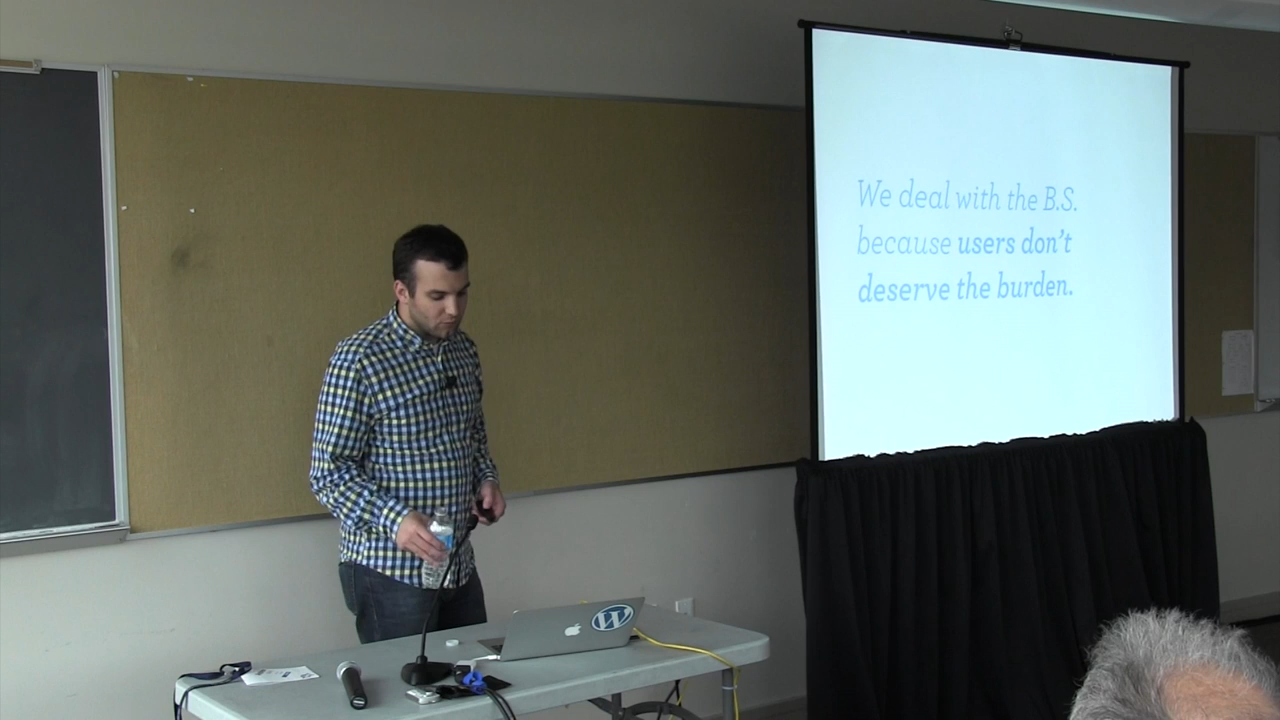 We deal with the B.S.
because users don't
deserve the burden.
W